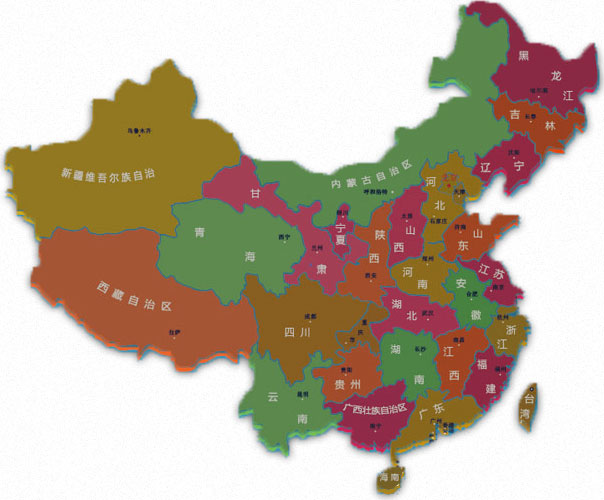 黑龙江
哈尔滨
吉林
长春
辽宁
沈阳
内蒙古自治区
呼和浩特
新疆维吾尔族自治
乌鲁木齐
甘肃
兰州
青海
西宁
宁夏
银川
陕西
西安
山西
太原
河北
石家庄
北京
天津
山东
济南
河南
郑州
江苏
南京
安徽
合肥
西藏自治区
拉萨
四川
成都
重庆
湖北
武汉
浙江
杭州
湖南
长沙
江西
南昌
福建
福州
贵州
贵阳
云南
昆明
广西壮族自治区
南宁
广东
广州
香港
台湾
海南